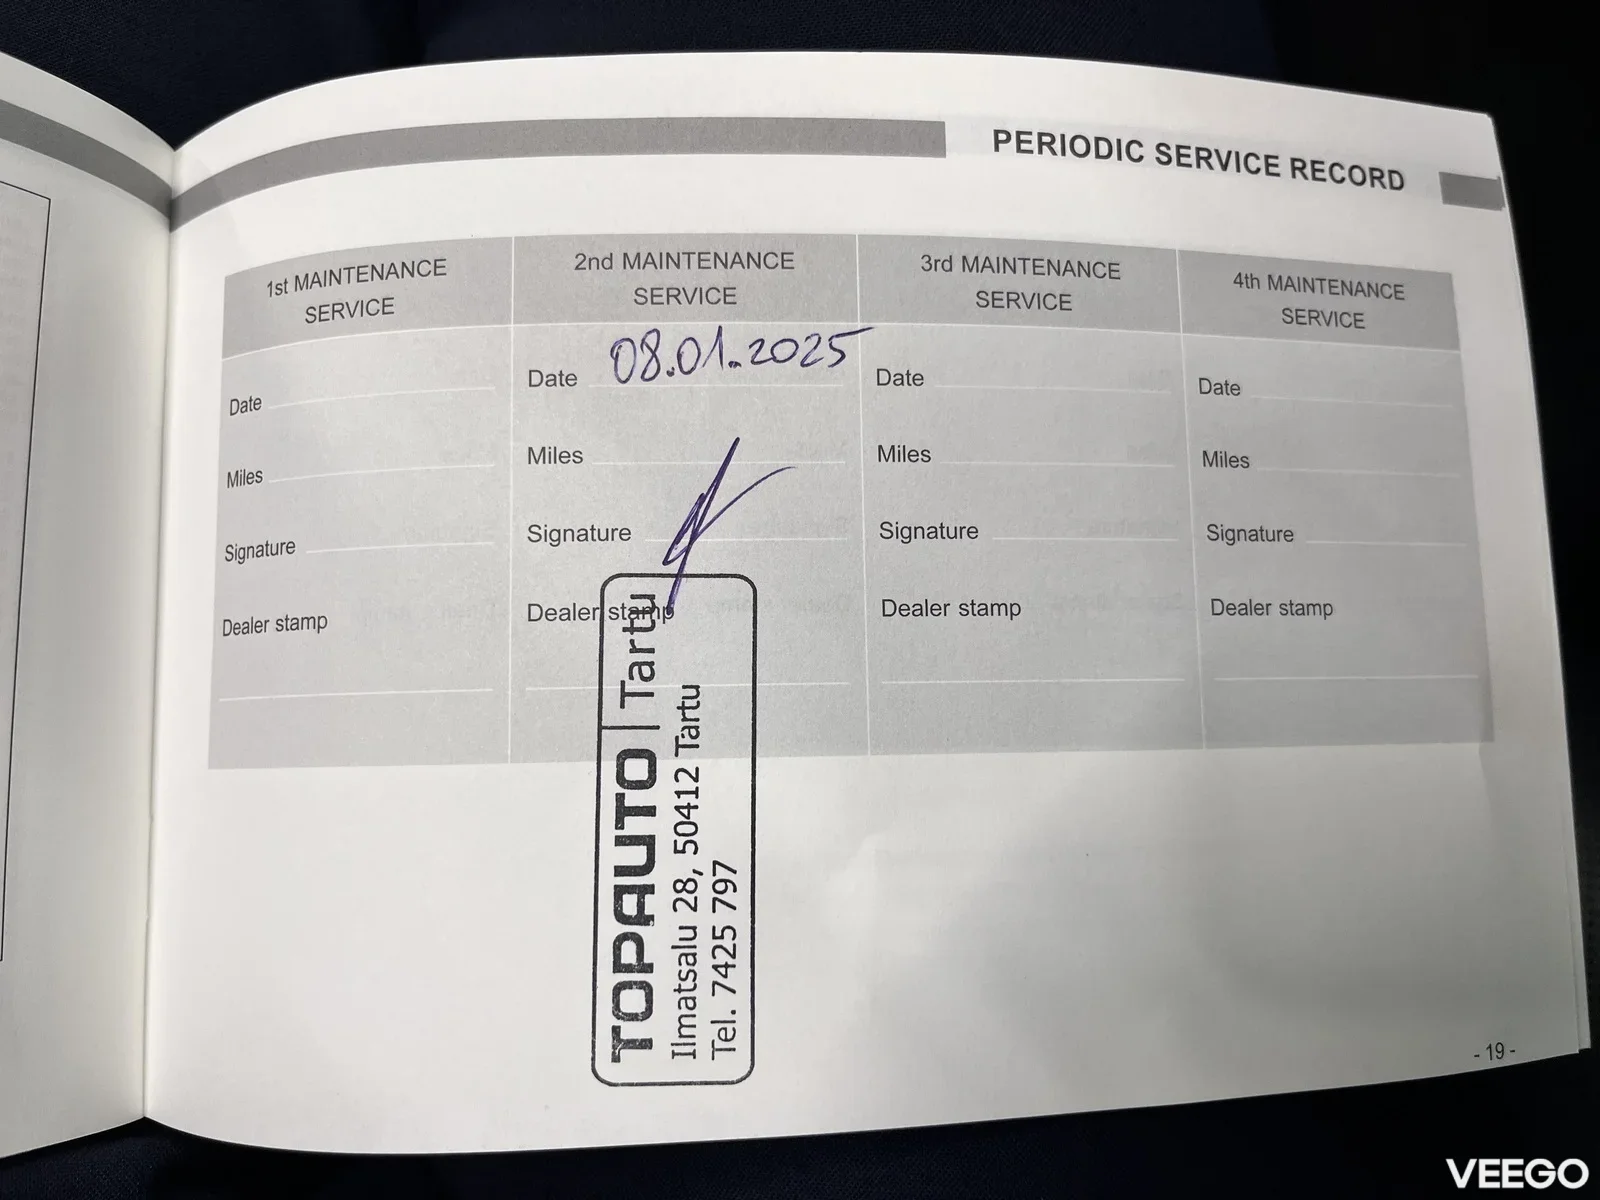 PERIODIC SERVICE RECORD
1st MAINTENANCE
SERVICE
Date
Miles
Signature
Dealer stamp
2nd MAINTENANCE
SERVICE
Date 08.01.2025
Miles
Signature
Dealer stamp
TOPAUTO | Tartu
Ilmatsalu 28, 50412 Tartu
Tel. 7425 797
3rd MAINTENANCE
SERVICE
Date
Miles
Signature
Dealer stamp
4th MAINTENANCE
SERVICE
Date
Miles
Signature
Dealer stamp
- 19 -
VEEGO